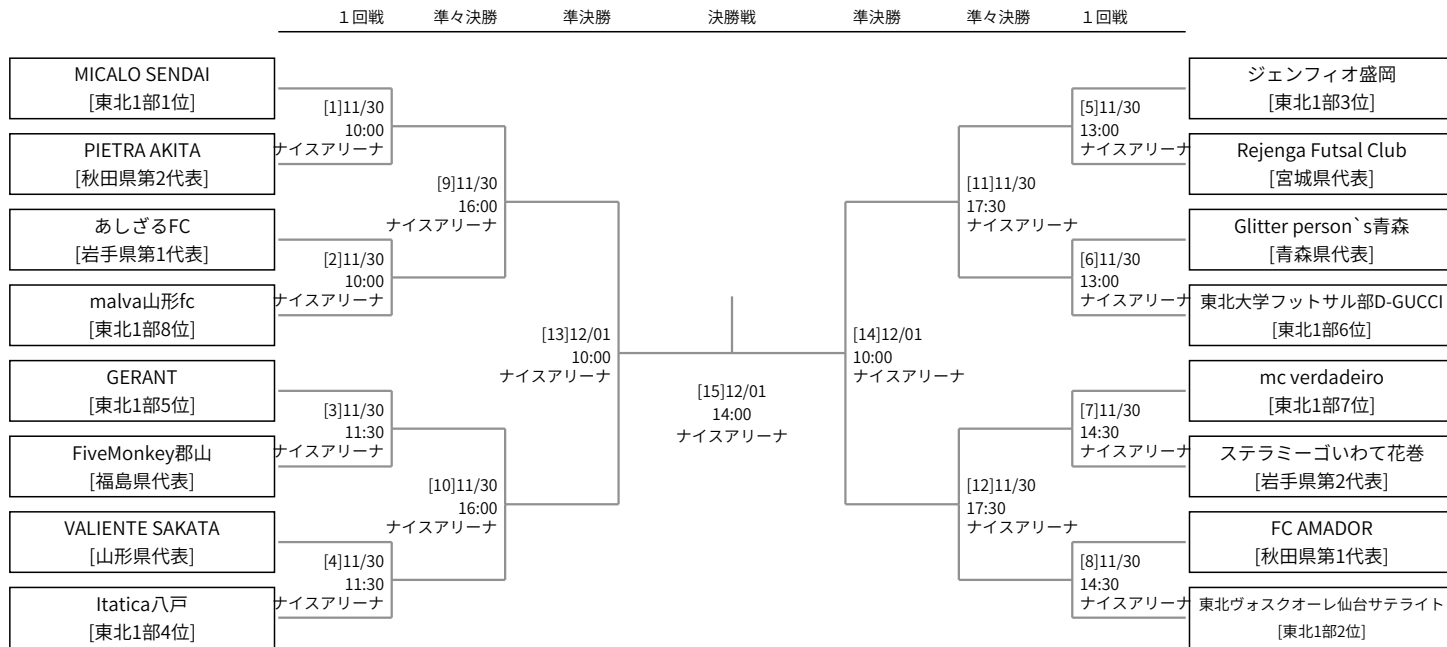 １回戦
準々決勝
準決勝
決勝戦
準決勝
準々決勝
１回戦
MICALO SENDAI
[東北1部1位]
PIETRA AKITA
[秋田県第2代表]
あしざるFC
[岩手県第1代表]
malva山形fc
[東北1部8位]
GERANT
[東北1部5位]
FiveMonkey郡山
[福島県代表]
VALIENTE SAKATA
[山形県代表]
Itatica八戸
[東北1部4位]
[1]11/30
10:00
ナイスアリーナ
[2]11/30
10:00
ナイスアリーナ
[3]11/30
11:30
ナイスアリーナ
[4]11/30
11:30
ナイスアリーナ
[9]11/30
16:00
ナイスアリーナ
[10]11/30
16:00
ナイスアリーナ
[13]12/01
10:00
ナイスアリーナ
[15]12/01
14:00
ナイスアリーナ
[14]12/01
10:00
ナイスアリーナ
[11]11/30
17:30
ナイスアリーナ
[12]11/30
17:30
ナイスアリーナ
[5]11/30
13:00
ナイスアリーナ
[6]11/30
13:00
ナイスアリーナ
[7]11/30
14:30
ナイスアリーナ
[8]11/30
14:30
ナイスアリーナ
ジェンフィオ盛岡
[東北1部3位]
Rejenga Futsal Club
[宮城県代表]
Glitter person`s青森
[青森県代表]
東北大学フットサル部D-GUCCI
[東北1部6位]
mc verdadeiro
[東北1部7位]
ステラミーゴいわて花巻
[岩手県第2代表]
FC AMADOR
[秋田県第1代表]
東北ヴォスクオーレ仙台サテライト
[東北1部2位]